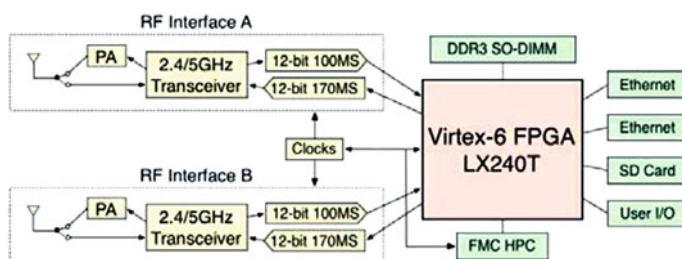 RF Interface A
PA
2.4/5GHz
Transceiver
12-bit 100MS
12-bit 170MS
DDR3 SO-DIMM
Virtex-6 FPGA
LX240T
Ethernet
Ethernet
SD Card
User I/O
Clocks
RF Interface B
PA
2.4/5GHz
Transceiver
12-bit 100MS
12-bit 170MS
FMC HPC